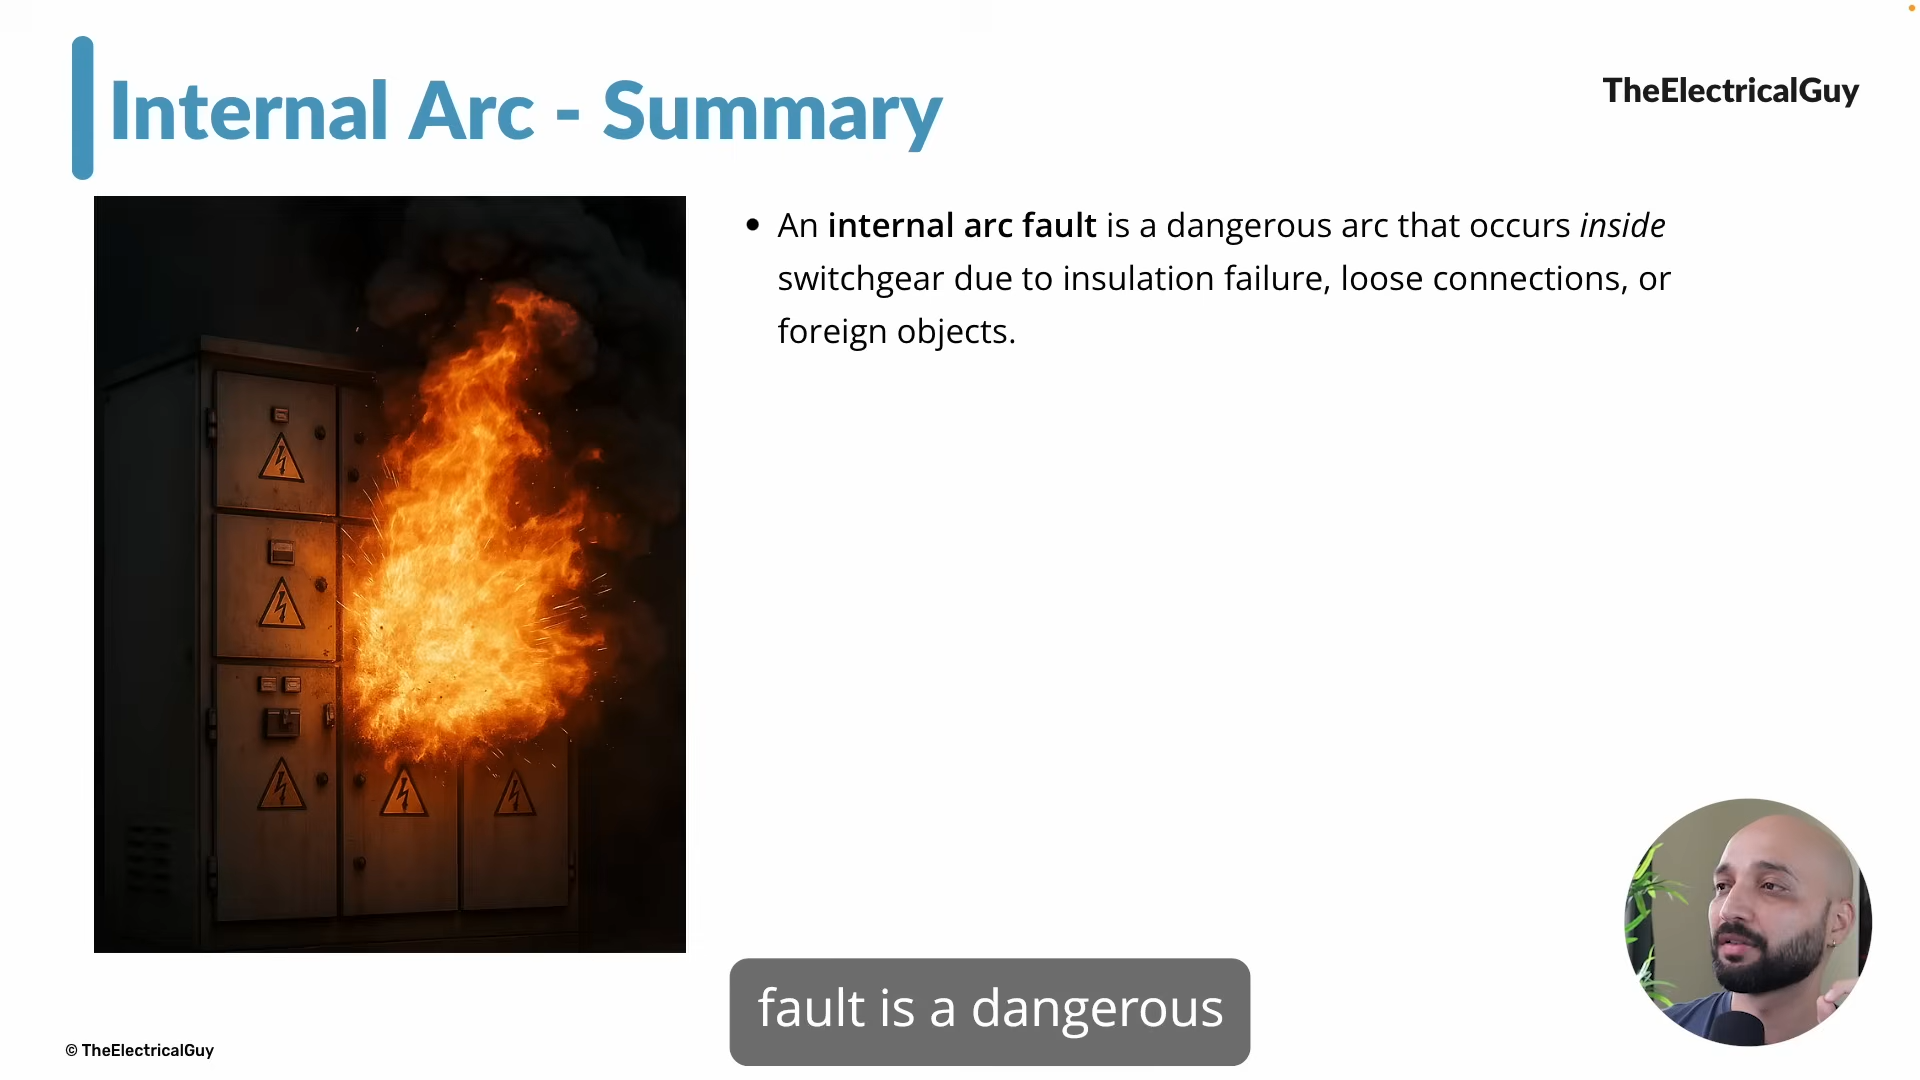 Internal Arc - Summary
TheElectricalGuy
• An internal arc fault is a dangerous arc that occurs inside
switchgear due to insulation failure, loose connections, or
foreign objects.
fault is a dangerous
© TheElectricalGuy